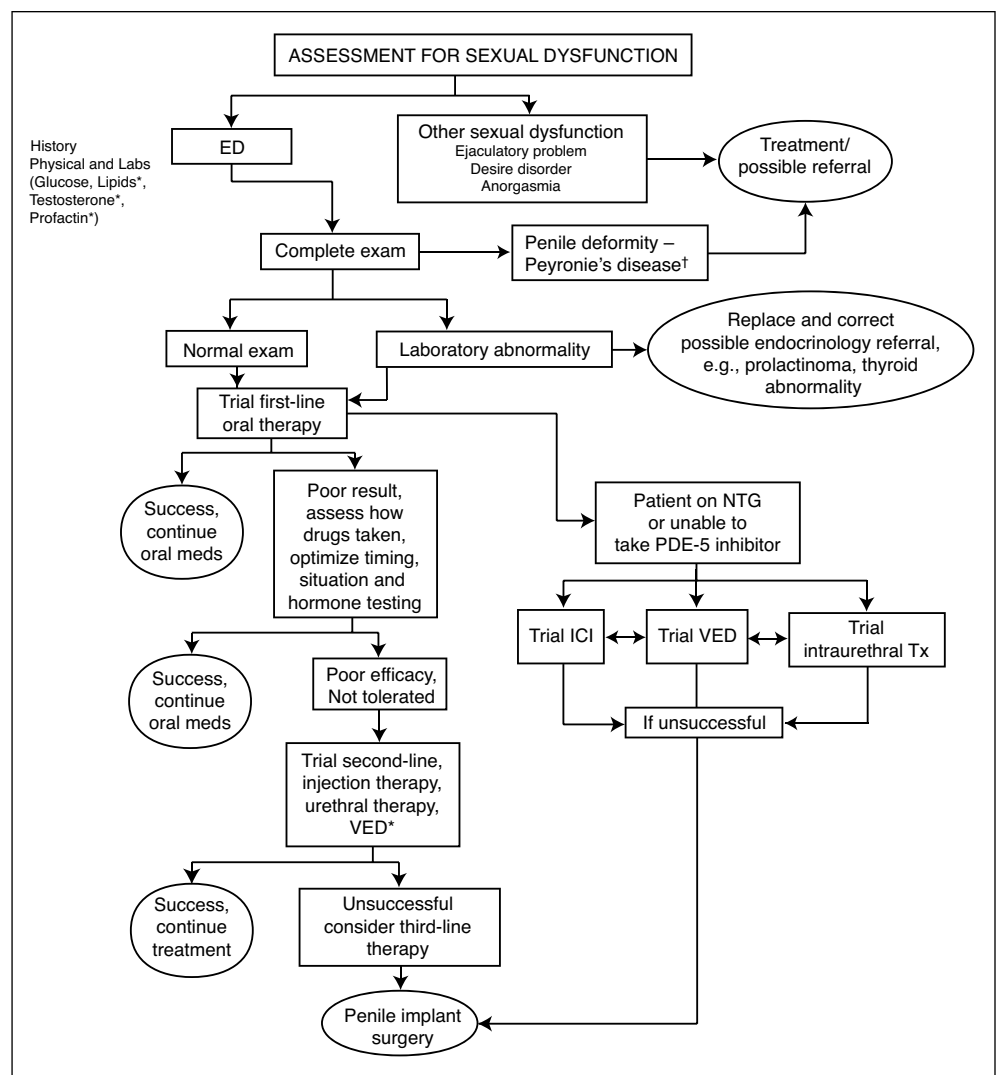 ASSESSMENT FOR SEXUAL DYSFUNCTION
History
Physical and Labs
(Glucose, Lipids*,
Testosterone*,
Profactin*)
ED
Other sexual dysfunction
Ejaculatory problem
Desire disorder
Anorgasmia
Treatment/
possible referral
Complete exam
Penile deformity –
Peyronie's disease†
Normal exam
Laboratory abnormality
Replace and correct
possible endocrinology referral,
e.g., prolactinoma, thyroid
abnormality
Trial first-line
oral therapy
Success,
continue
oral meds
Poor result,
assess how
drugs taken,
optimize timing,
situation and
hormone testing
Patient on NTG
or unable to
take PDE-5 inhibitor
Trial ICI
Trial VED
Trial
intraurethral Tx
Success,
continue
oral meds
Poor efficacy,
Not tolerated
If unsuccessful
Trial second-line,
injection therapy,
urethral therapy,
VED*
Success,
continue
treatment
Unsuccessful
consider third-line
therapy
Penile implant
surgery